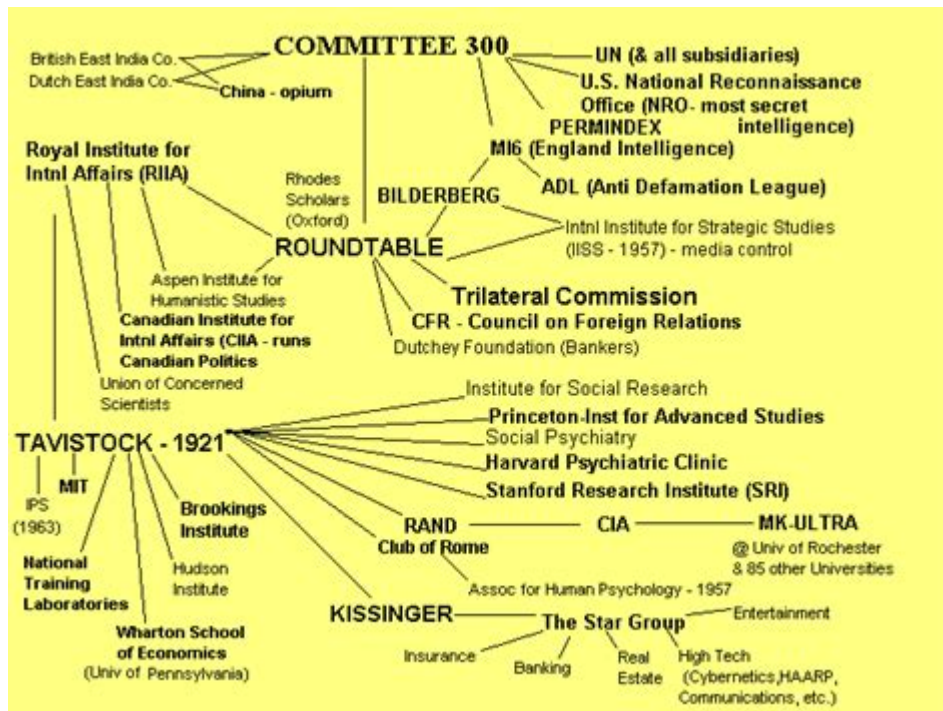 COMMITTEE 300
British East India Co.
Dutch East India Co.
China - opium
UN (& all subsidiaries)
U.S. National Reconnaissance
Office (NRO- most secret
intelligence)
PERMINDEX
MI6 (England Intelligence)
ADL (Anti Defamation League)
Royal Institute for
Intnl Affairs (RIIA)
Rhodes
Scholars
(Oxford)
BILDERBERG
Intnl Institute for Strategic Studies
(IISS - 1957) - media control
ROUNDTABLE
Aspen Institute for
Humanistic Studies
Trilateral Commission
CFR - Council on Foreign Relations
Dutchey Foundation (Bankers)
Canadian Institute for
Intnl Affairs (CIIA - runs
Canadian Politics
Union of Concerned
Scientists
Institute for Social Research
Princeton-Inst for Advanced Studies
Social Psychiatry
Harvard Psychiatric Clinic
Stanford Research Institute (SRI)
TAVISTOCK - 1921
IPS
(1963)
MIT
Brookings
Institute
RAND
CIA
MK-ULTRA
@ Univ of Rochester
& 85 other Universities
Club of Rome
Assoc for Human Psychology - 1957
National
Training
Laboratories
Hudson
Institute
Wharton School
of Economics
(Univ of Pennsylvania)
KISSINGER
The Star Group
Entertainment
Insurance
Banking
Real
Estate
High Tech
(Cybernetics,HAARP,
Communications, etc.)